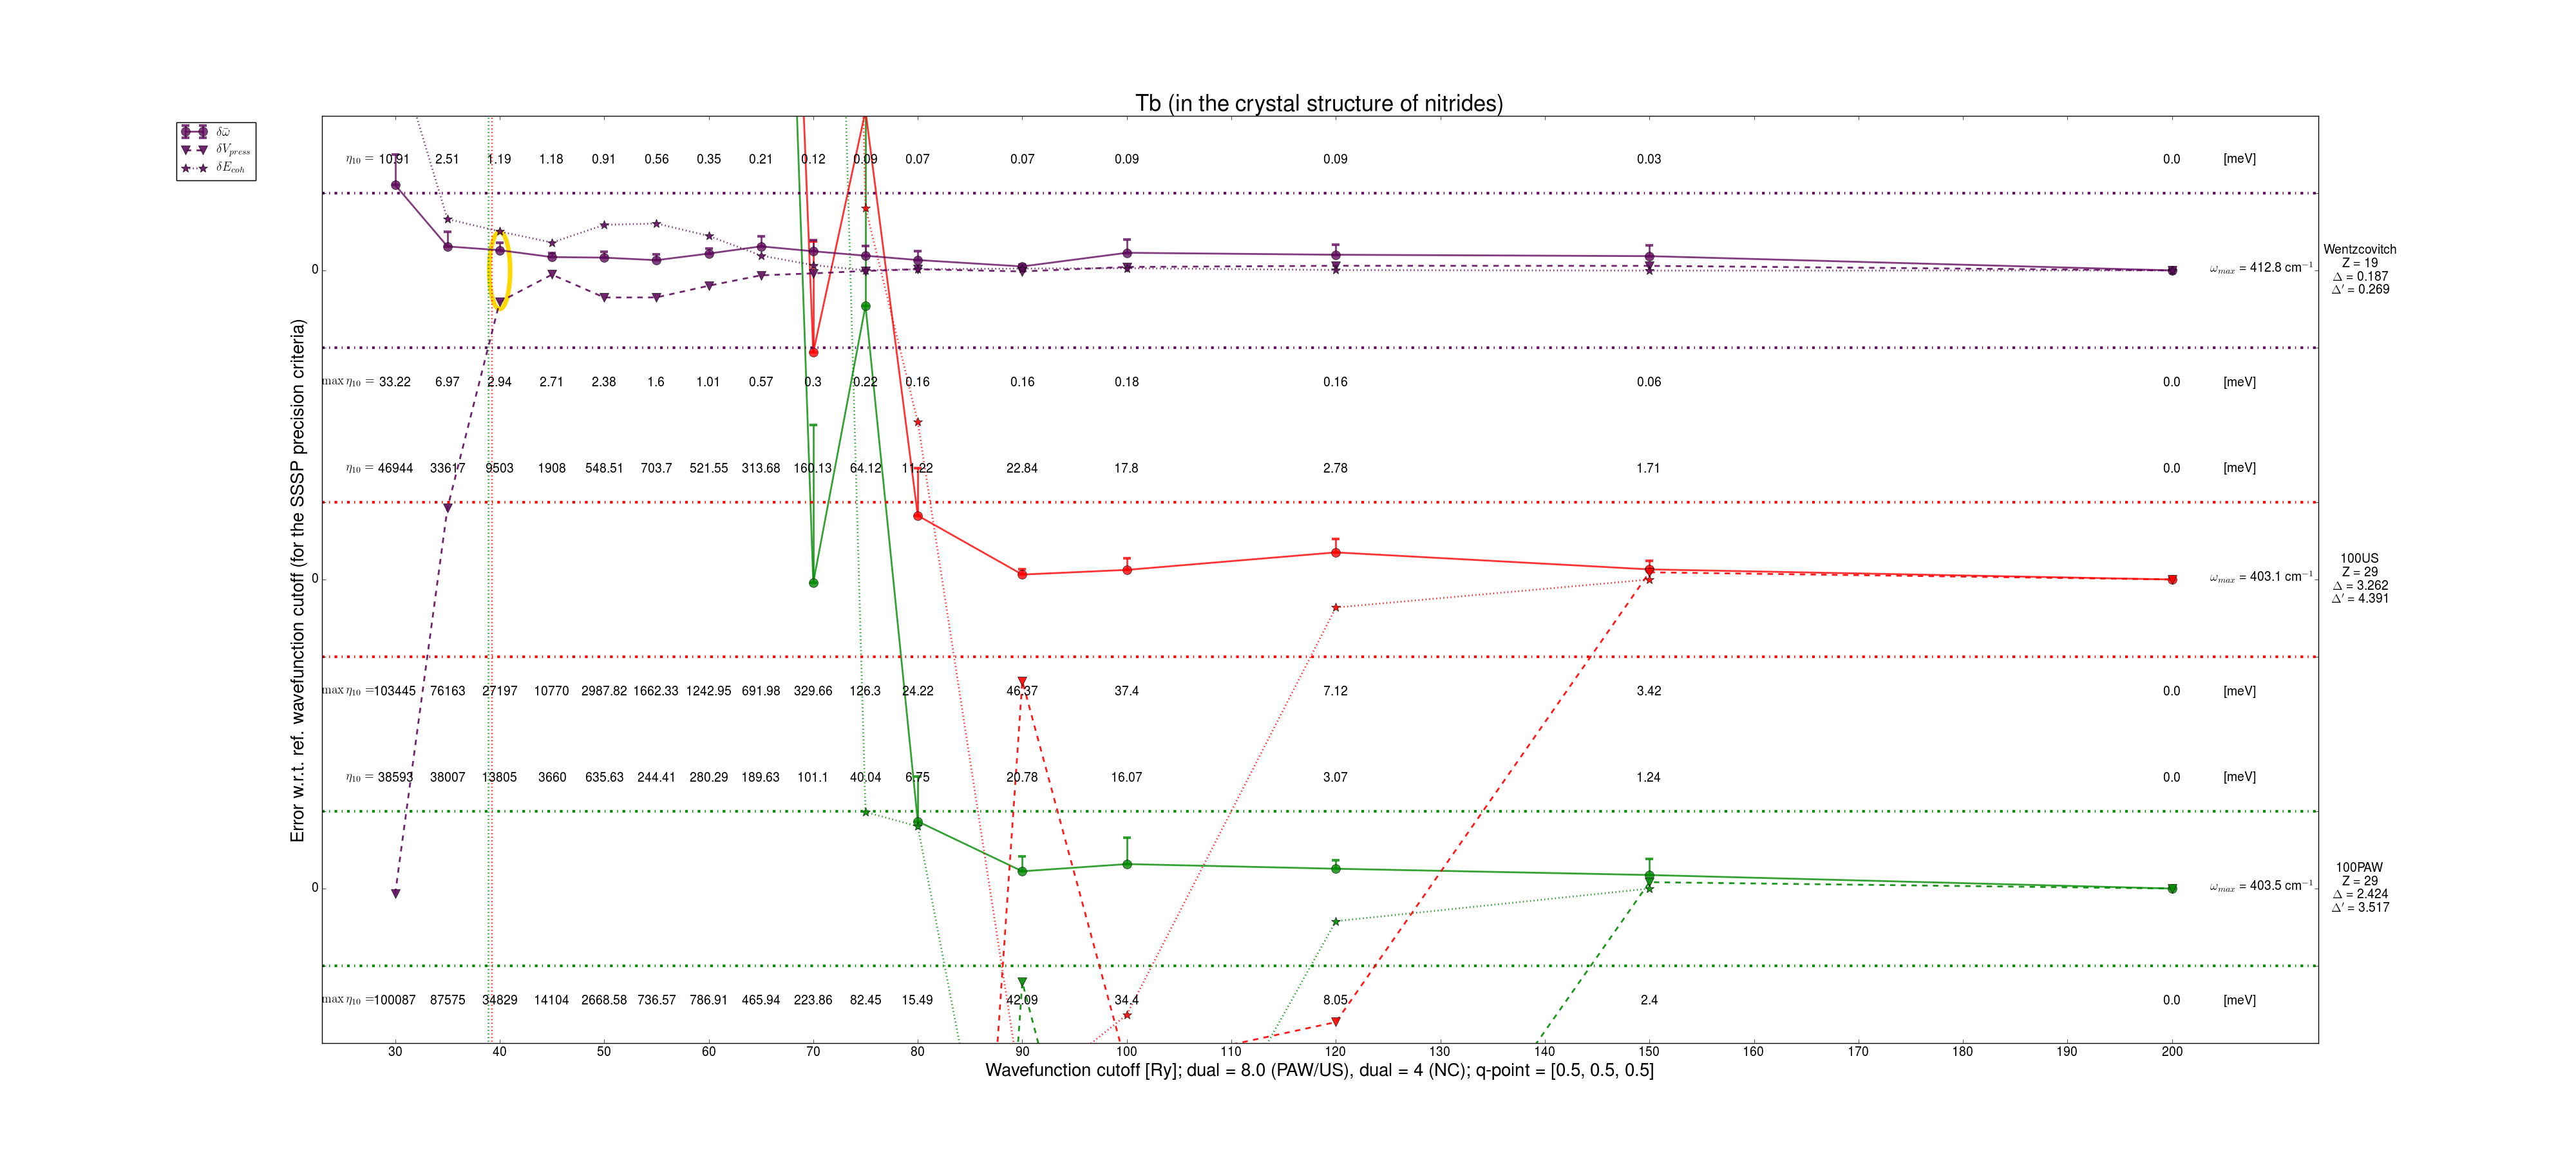 Tb (in the crystal structure of nitrides)
δω̄
δV_press
δE_coh
η₁₀ = 10.91 2.51 1.19 1.18 0.91 0.56 0.35 0.21 0.12 0.09 0.07 0.07 0.09 0.09 0.03 0.0 [meV]
0
ω_max = 412.8 cm⁻¹
Wentzcovitch
Z = 19
Δ = 0.187
Δ′ = 0.269
max η₁₀ = 33.22 6.97 2.94 2.71 2.38 1.6 1.01 0.57 0.3 0.22 0.16 0.16 0.18 0.16 0.06 0.0 [meV]
η₁₀ = 46944 33617 9503 1908 548.51 703.7 521.55 313.68 160.13 64.12 11.22 22.84 17.8 2.78 1.71 0.0 [meV]
0
ω_max = 403.1 cm⁻¹
100US
Z = 29
Δ = 3.262
Δ′ = 4.391
max η₁₀ = 103445 76163 27197 10770 2987.82 1662.33 1242.95 691.98 329.66 126.3 24.22 46.37 37.4 7.12 3.42 0.0 [meV]
η₁₀ = 38593 38007 13805 3660 635.63 244.41 280.29 189.63 101.1 40.04 6.75 20.78 16.07 3.07 1.24 0.0 [meV]
0
ω_max = 403.5 cm⁻¹
100PAW
Z = 29
Δ = 2.424
Δ′ = 3.517
max η₁₀ = 100087 87575 34829 14104 2668.58 736.57 786.91 465.94 223.86 82.45 15.49 42.09 34.4 8.05 2.4 0.0 [meV]
Error w.r.t. ref. wavefunction cutoff (for the SSSP precision criteria)
30 40 50 60 70 80 90 100 110 120 130 140 150 160 170 180 190 200
Wavefunction cutoff [Ry]; dual = 8.0 (PAW/US), dual = 4 (NC); q-point = [0.5, 0.5, 0.5]